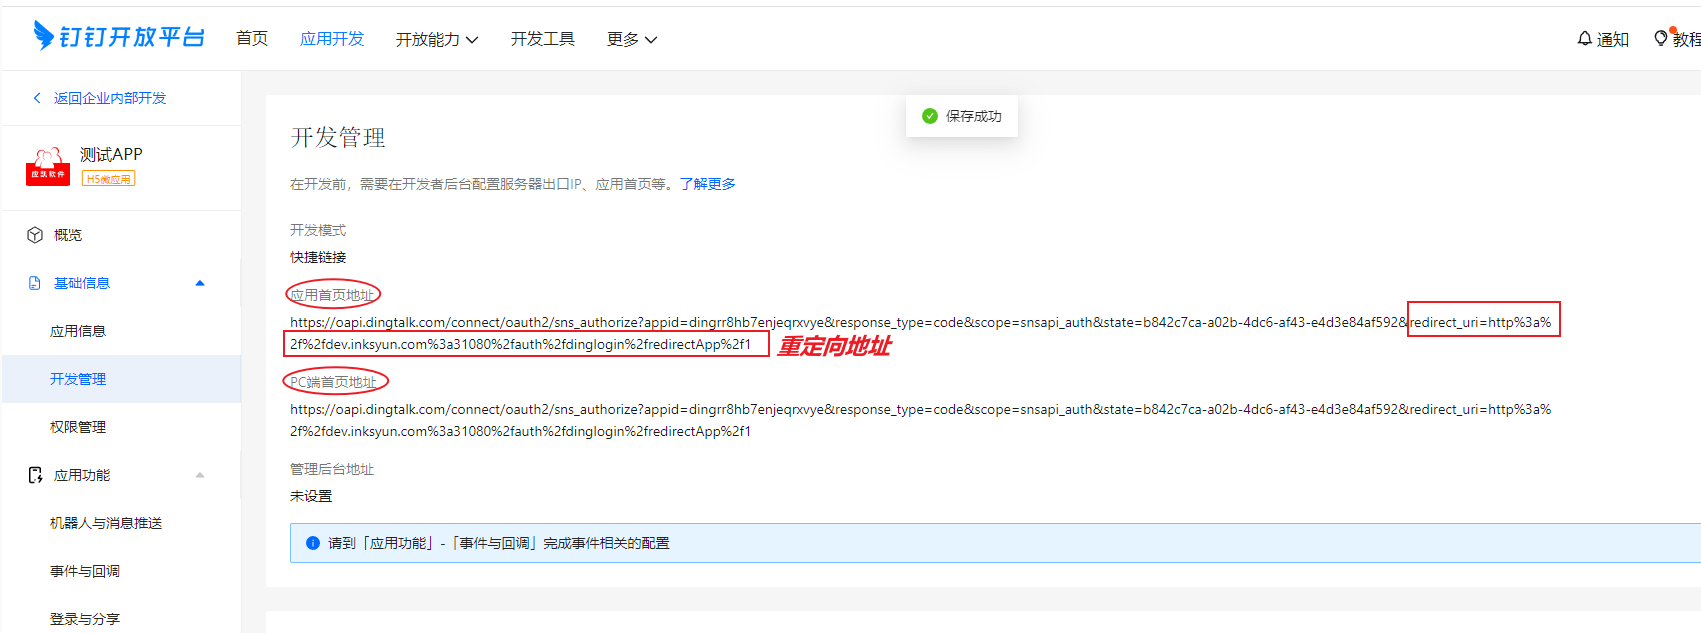 钉钉开放平台 首页 应用开发 开放能力 开发工具 更多 通知 教程
返回企业内部开发
保存成功
测试APP
应凯软件
H5微应用
概览
基础信息
应用信息
开发管理
权限管理
应用功能
机器人与消息推送
事件与回调
登录与分享
开发管理
在开发前，需要在开发者后台配置服务器出口IP、应用首页等。了解更多
开发模式
快捷链接
应用首页地址
https://oapi.dingtalk.com/connect/oauth2/sns_authorize?appid=dingrr8hb7enjeqrxvye&response_type=code&scope=snsapi_auth&state=b842c7ca-a02b-4dc6-af43-e4d3e84af592&redirect_uri=http%3a%
2f%2fdev.inksyun.com%3a31080%2fauth%2fdinglogin%2fredirectApp%2f1 重定向地址
PC端首页地址
https://oapi.dingtalk.com/connect/oauth2/sns_authorize?appid=dingrr8hb7enjeqrxvye&response_type=code&scope=snsapi_auth&state=b842c7ca-a02b-4dc6-af43-e4d3e84af592&redirect_uri=http%3a%
2f%2fdev.inksyun.com%3a31080%2fauth%2fdinglogin%2fredirectApp%2f1
管理后台地址
未设置
请到「应用功能」-「事件与回调」完成事件相关的配置